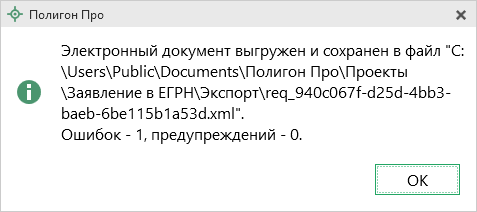 Полигон Про
Электронный документ выгружен и сохранен в файл "C:
\Users\Public\Documents\Полигон Про\Проекты
\Заявление в ЕГРН\Экспорт\req_940c067f-d25d-4bb3-
baeb-6be115b1a53d.xml".
Ошибок - 1, предупреждений - 0.
ОК